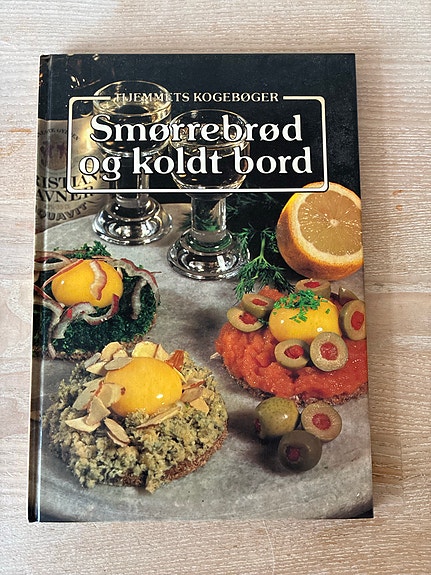 HJEMMETS KOGEBØGER
Smørrebrød
og koldt bord